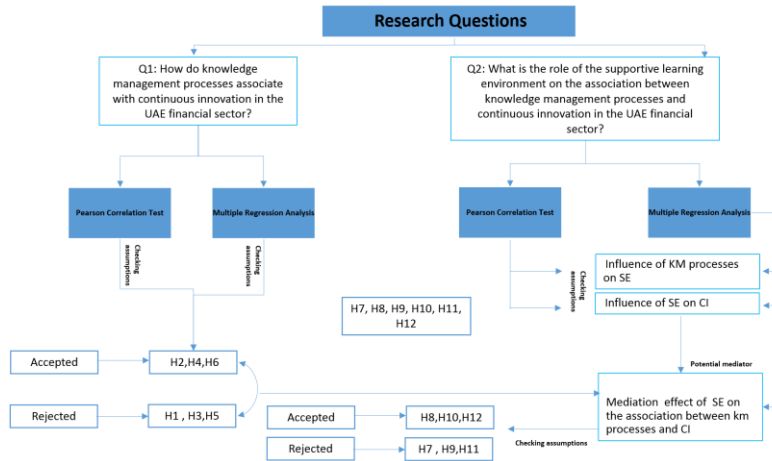 Research Questions
Q1: How do knowledge
management processes associate
with continuous innovation in the
UAE financial sector?
Q2: What is the role of the supportive learning
environment on the association between
knowledge management processes and
continuous innovation in the UAE financial
sector?
Pearson Correlation Test
Multiple Regression Analysis
Pearson Correlation Test
Multiple Regression Analysis
Checking
assumptions
Checking
assumptions
Checking
assumptions
Influence of KM processes
on SE
Influence of SE on CI
H7, H8, H9, H10, H11,
H12
Potential mediator
Accepted
H2,H4,H6
Rejected
H1 , H3,H5
Mediation effect of SE on
the association between km
processes and CI
Accepted
H8,H10,H12
Rejected
H7 , H9,H11
Checking assumptions